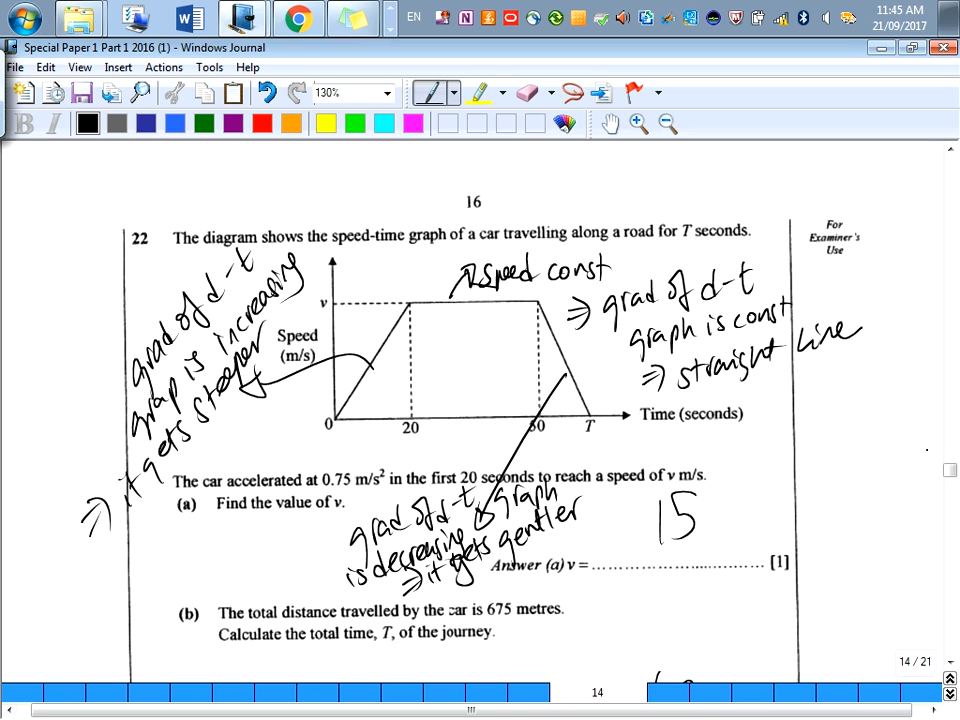 EN
11:45 AM
21/09/2017
Special Paper 1 Part 1 2016 (1) - Windows Journal
File Edit View Insert Actions Tools Help
130%
B I
16
22 The diagram shows the speed-time graph of a car travelling along a road for T seconds.
For
Examiner's
Use
v
Speed
(m/s)
0
20
50
T
Time (seconds)
grad of d-t
grap is increasing
⇒ it gets steeper
speed const
⇒ grad of d-t
graph is const
⇒ straight line
The car accelerated at 0.75 m/s² in the first 20 seconds to reach a speed of v m/s.
(a) Find the value of v.
grad of d-t graph
is decreasing
⇒ it gets gentler
15
Answer (a) v = ........................... [1]
(b) The total distance travelled by the car is 675 metres.
Calculate the total time, T, of the journey.
14 / 21
14